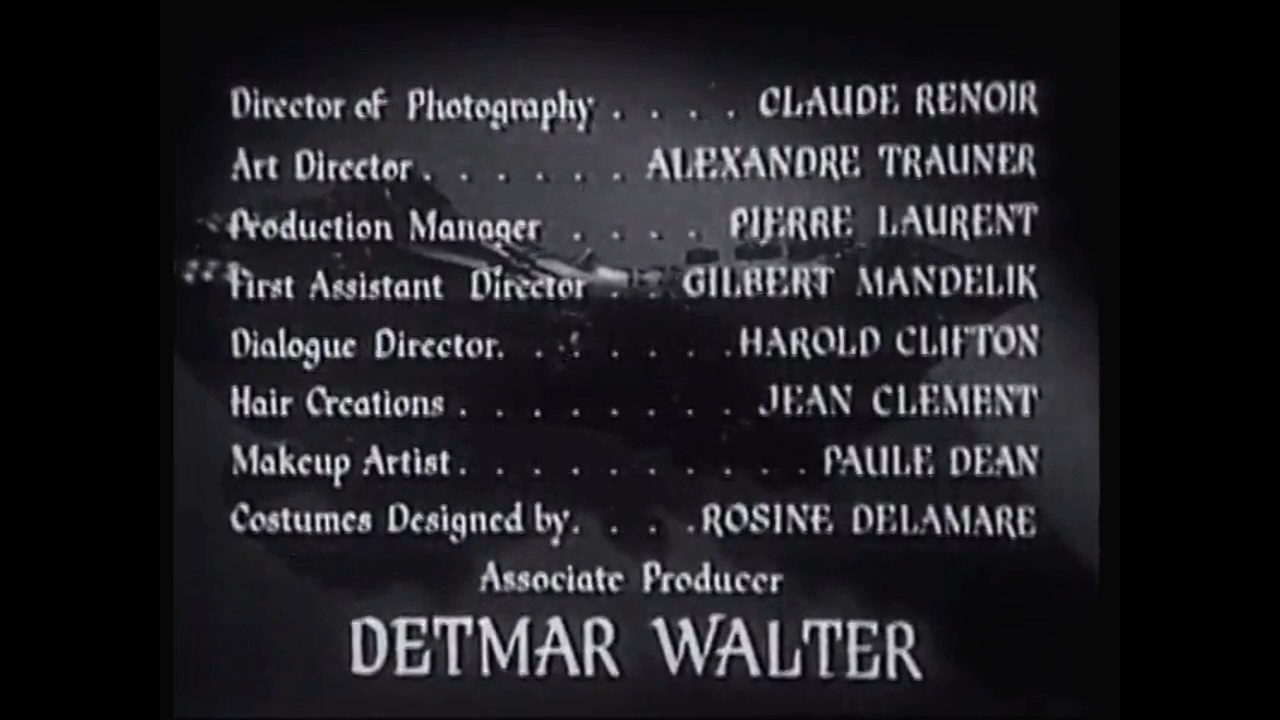 Director of Photography . . . . CLAUDE RENOIR
Art Director . . . . . . ALEXANDRE TRAUNER
Production Manager . . . . PIERRE LAURENT
First Assistant Director . . GILBERT MANDELIK
Dialogue Director. . . . . . .HAROLD CLIFTON
Hair Creations . . . . . . . . JEAN CLEMENT
Makeup Artist . . . . . . . . . . PAULE DEAN
Costumes Designed by. . . .ROSINE DELAMARE
Associate Producer
DETMAR WALTER